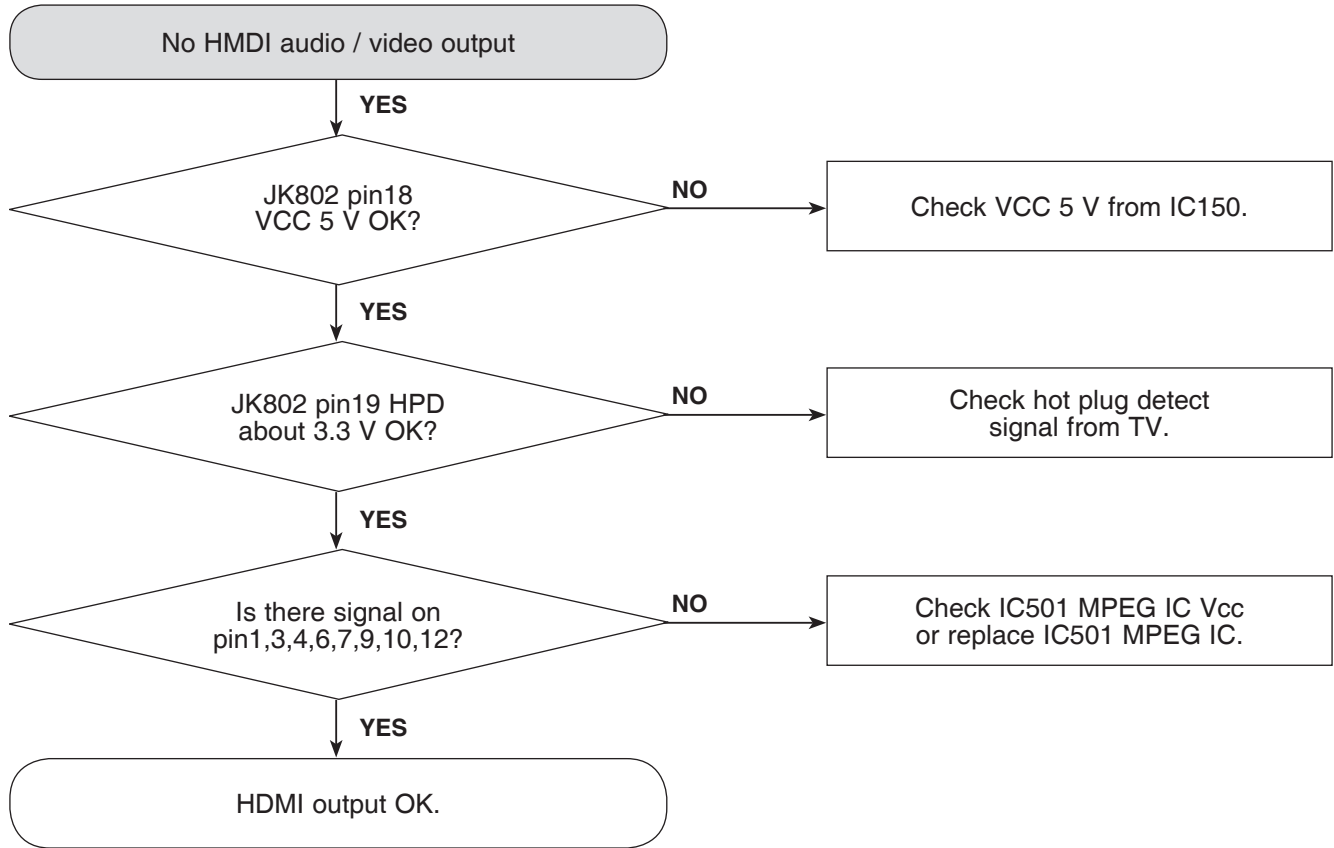 No HMDI audio / video output
YES
JK802 pin18
VCC 5 V OK?
NO
Check VCC 5 V from IC150.
YES
JK802 pin19 HPD
about 3.3 V OK?
NO
Check hot plug detect
signal from TV.
YES
Is there signal on
pin1,3,4,6,7,9,10,12?
NO
Check IC501 MPEG IC Vcc
or replace IC501 MPEG IC.
YES
HDMI output OK.